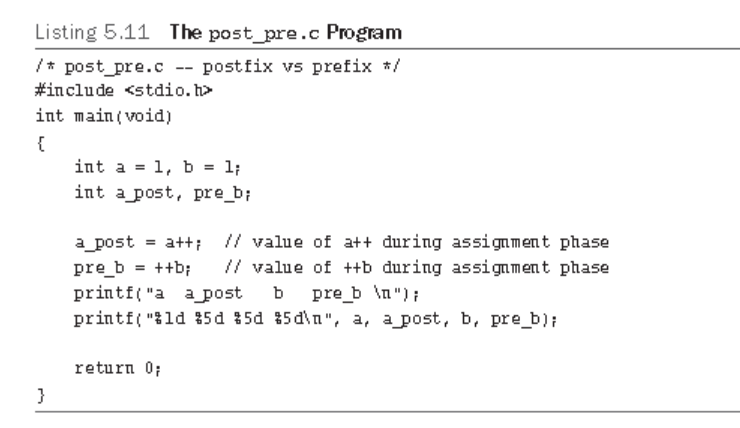 Listing 5.11 The post_pre.c Program
/* post_pre.c -- postfix vs prefix */
#include <stdio.h>
int main(void)
{
    int a = 1, b = 1;
    int a_post, pre_b;

    a_post = a++;  // value of a++ during assignment phase
    pre_b = ++b;   // value of ++b during assignment phase
    printf("a  a_post   b   pre_b \n");
    printf("%1d %5d %5d %5d\n", a, a_post, b, pre_b);

    return 0;
}